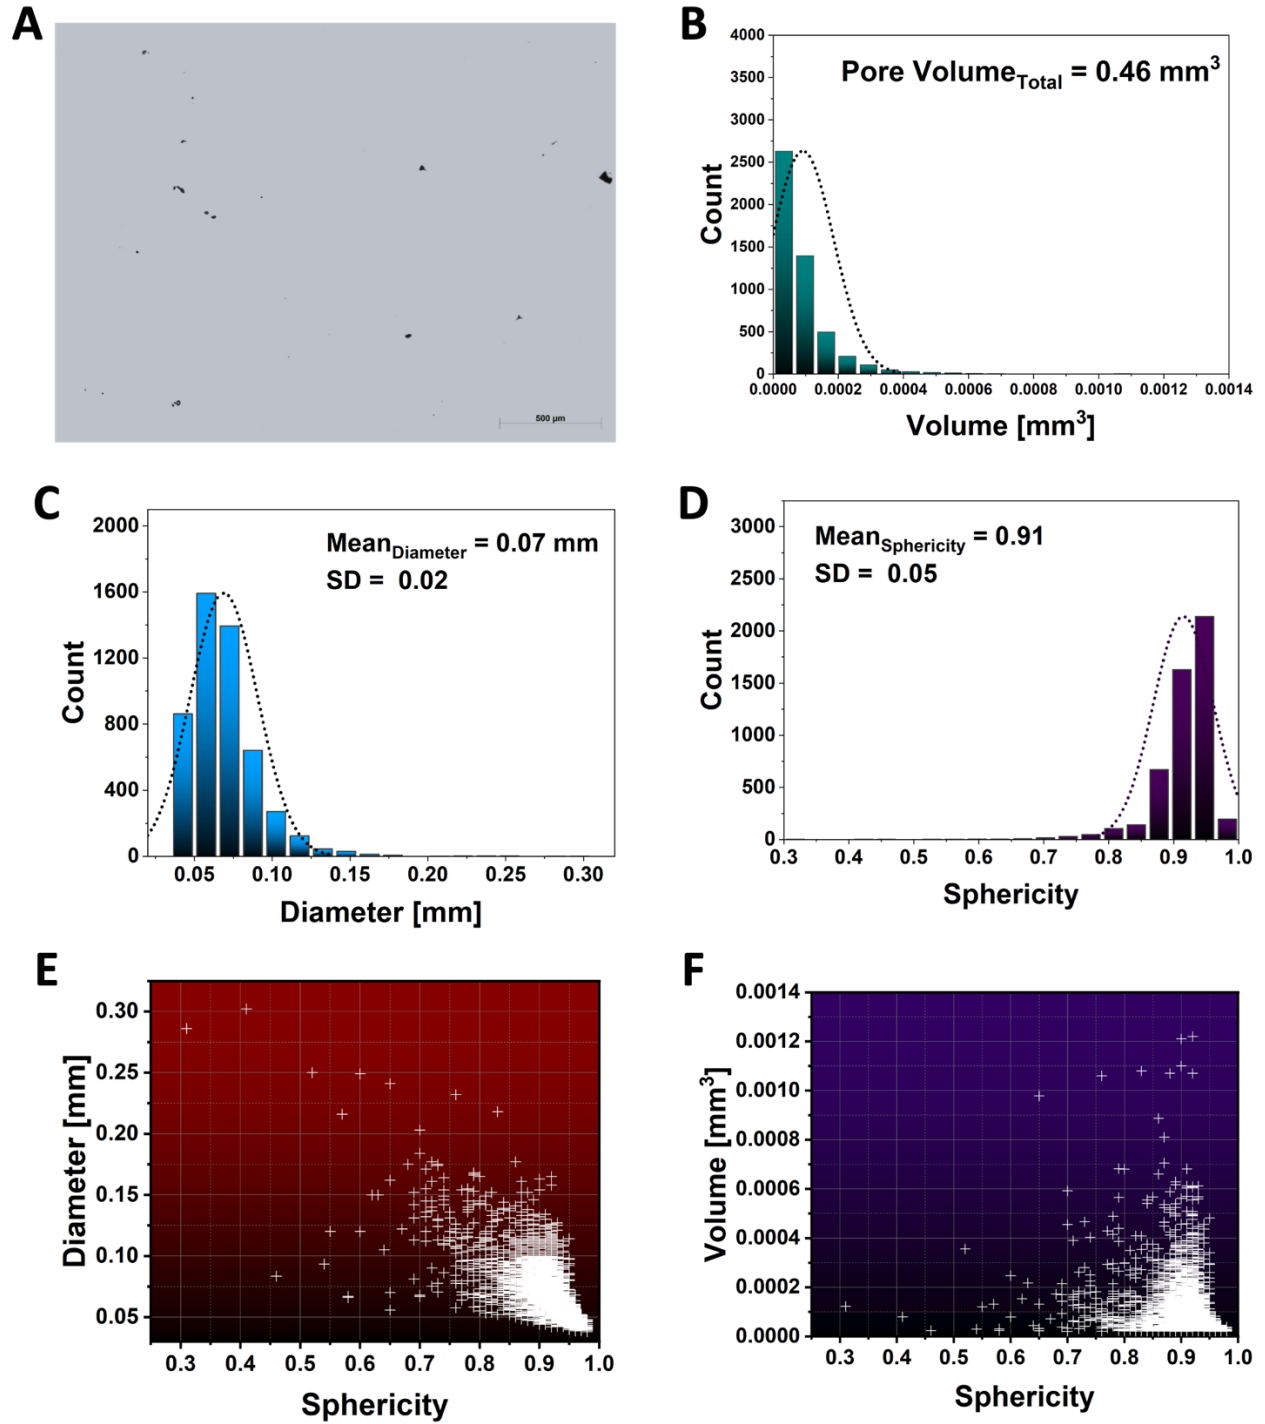 A
500 µm
B
Pore Volume_Total = 0.46 mm³
4000
3500
3000
2500
2000
1500
1000
500
0
Count
0.0000 0.0002 0.0004 0.0006 0.0008 0.0010 0.0012 0.0014
Volume [mm³]
C
Mean_Diameter = 0.07 mm
SD = 0.02
2000
1600
1200
800
400
0
Count
0.05 0.10 0.15 0.20 0.25 0.30
Diameter [mm]
D
Mean_Sphericity = 0.91
SD = 0.05
3000
2500
2000
1500
1000
500
0
Count
0.3 0.4 0.5 0.6 0.7 0.8 0.9 1.0
Sphericity
E
0.30
0.25
0.20
0.15
0.10
0.05
Diameter [mm]
0.3 0.4 0.5 0.6 0.7 0.8 0.9 1.0
Sphericity
F
0.0014
0.0012
0.0010
0.0008
0.0006
0.0004
0.0002
0.0000
Volume [mm³]
0.3 0.4 0.5 0.6 0.7 0.8 0.9 1.0
Sphericity